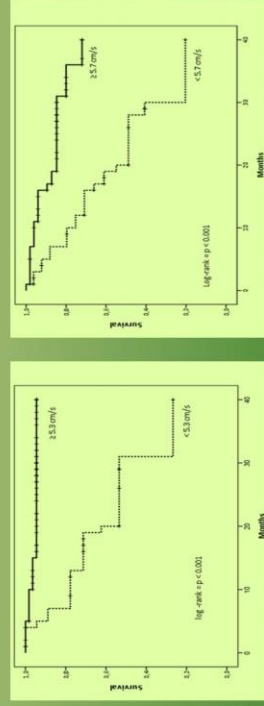 Survival
1,0
0,8
0,6
0,4
0,2
0,0
≥ 5.3 cm/s
< 5.3 cm/s
log-rank = p < 0.001
0 10 20 30 40
Months
Survival
1,0
0,8
0,6
0,4
0,2
0,0
≥ 5.7 cm/s
< 5.7 cm/s
Log-rank = p < 0.001
0 10 20 30 40
Months